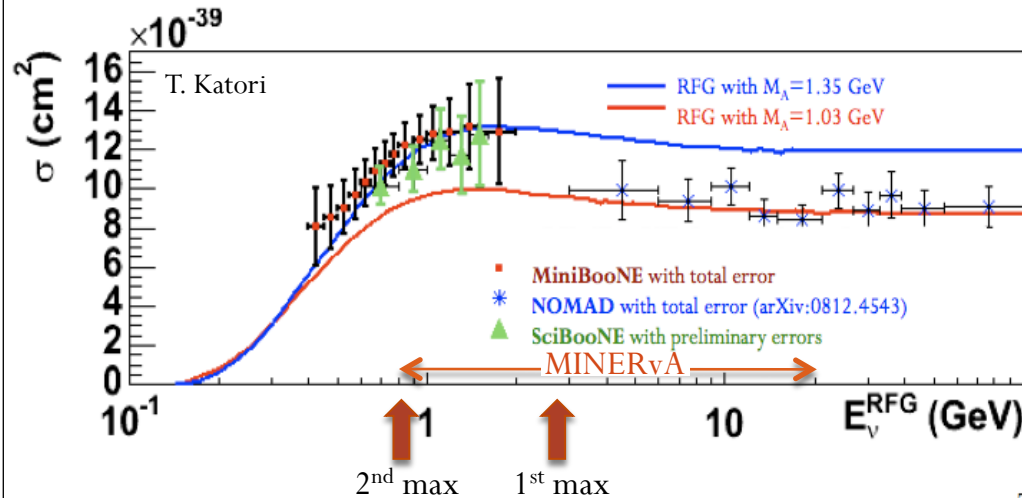 ×10⁻³⁹
σ (cm²)
T. Katori
RFG with M_A=1.35 GeV
RFG with M_A=1.03 GeV
16
14
12
10
8
6
4
2
0
MiniBooNE with total error
NOMAD with total error (arXiv:0812.4543)
SciBooNE with preliminary errors
MINERvA
10⁻¹ 1 10 E_ν^RFG (GeV)
2nd max 1st max